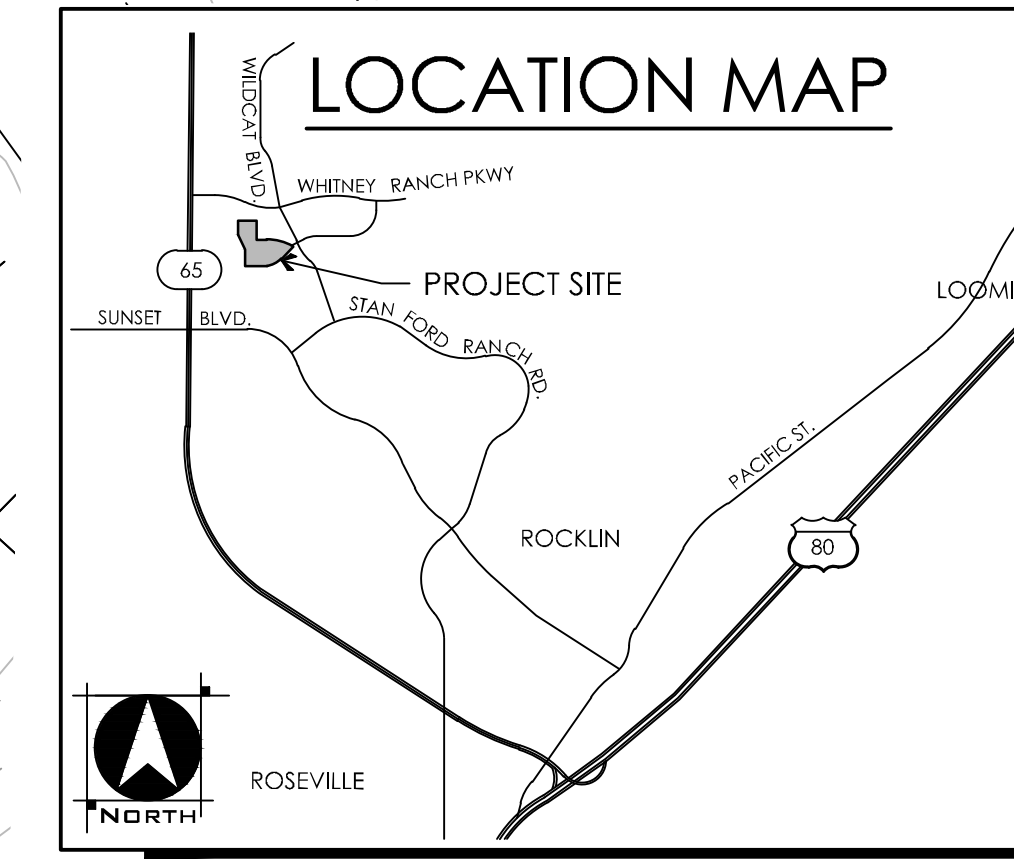 LOCATION MAP
WILDCAT BLVD.
WHITNEY RANCH PKWY
65
PROJECT SITE
LOOMI
SUNSET BLVD.
STAN FORD RANCH RD.
PACIFIC ST.
ROCKLIN
80
ROSEVILLE
NORTH